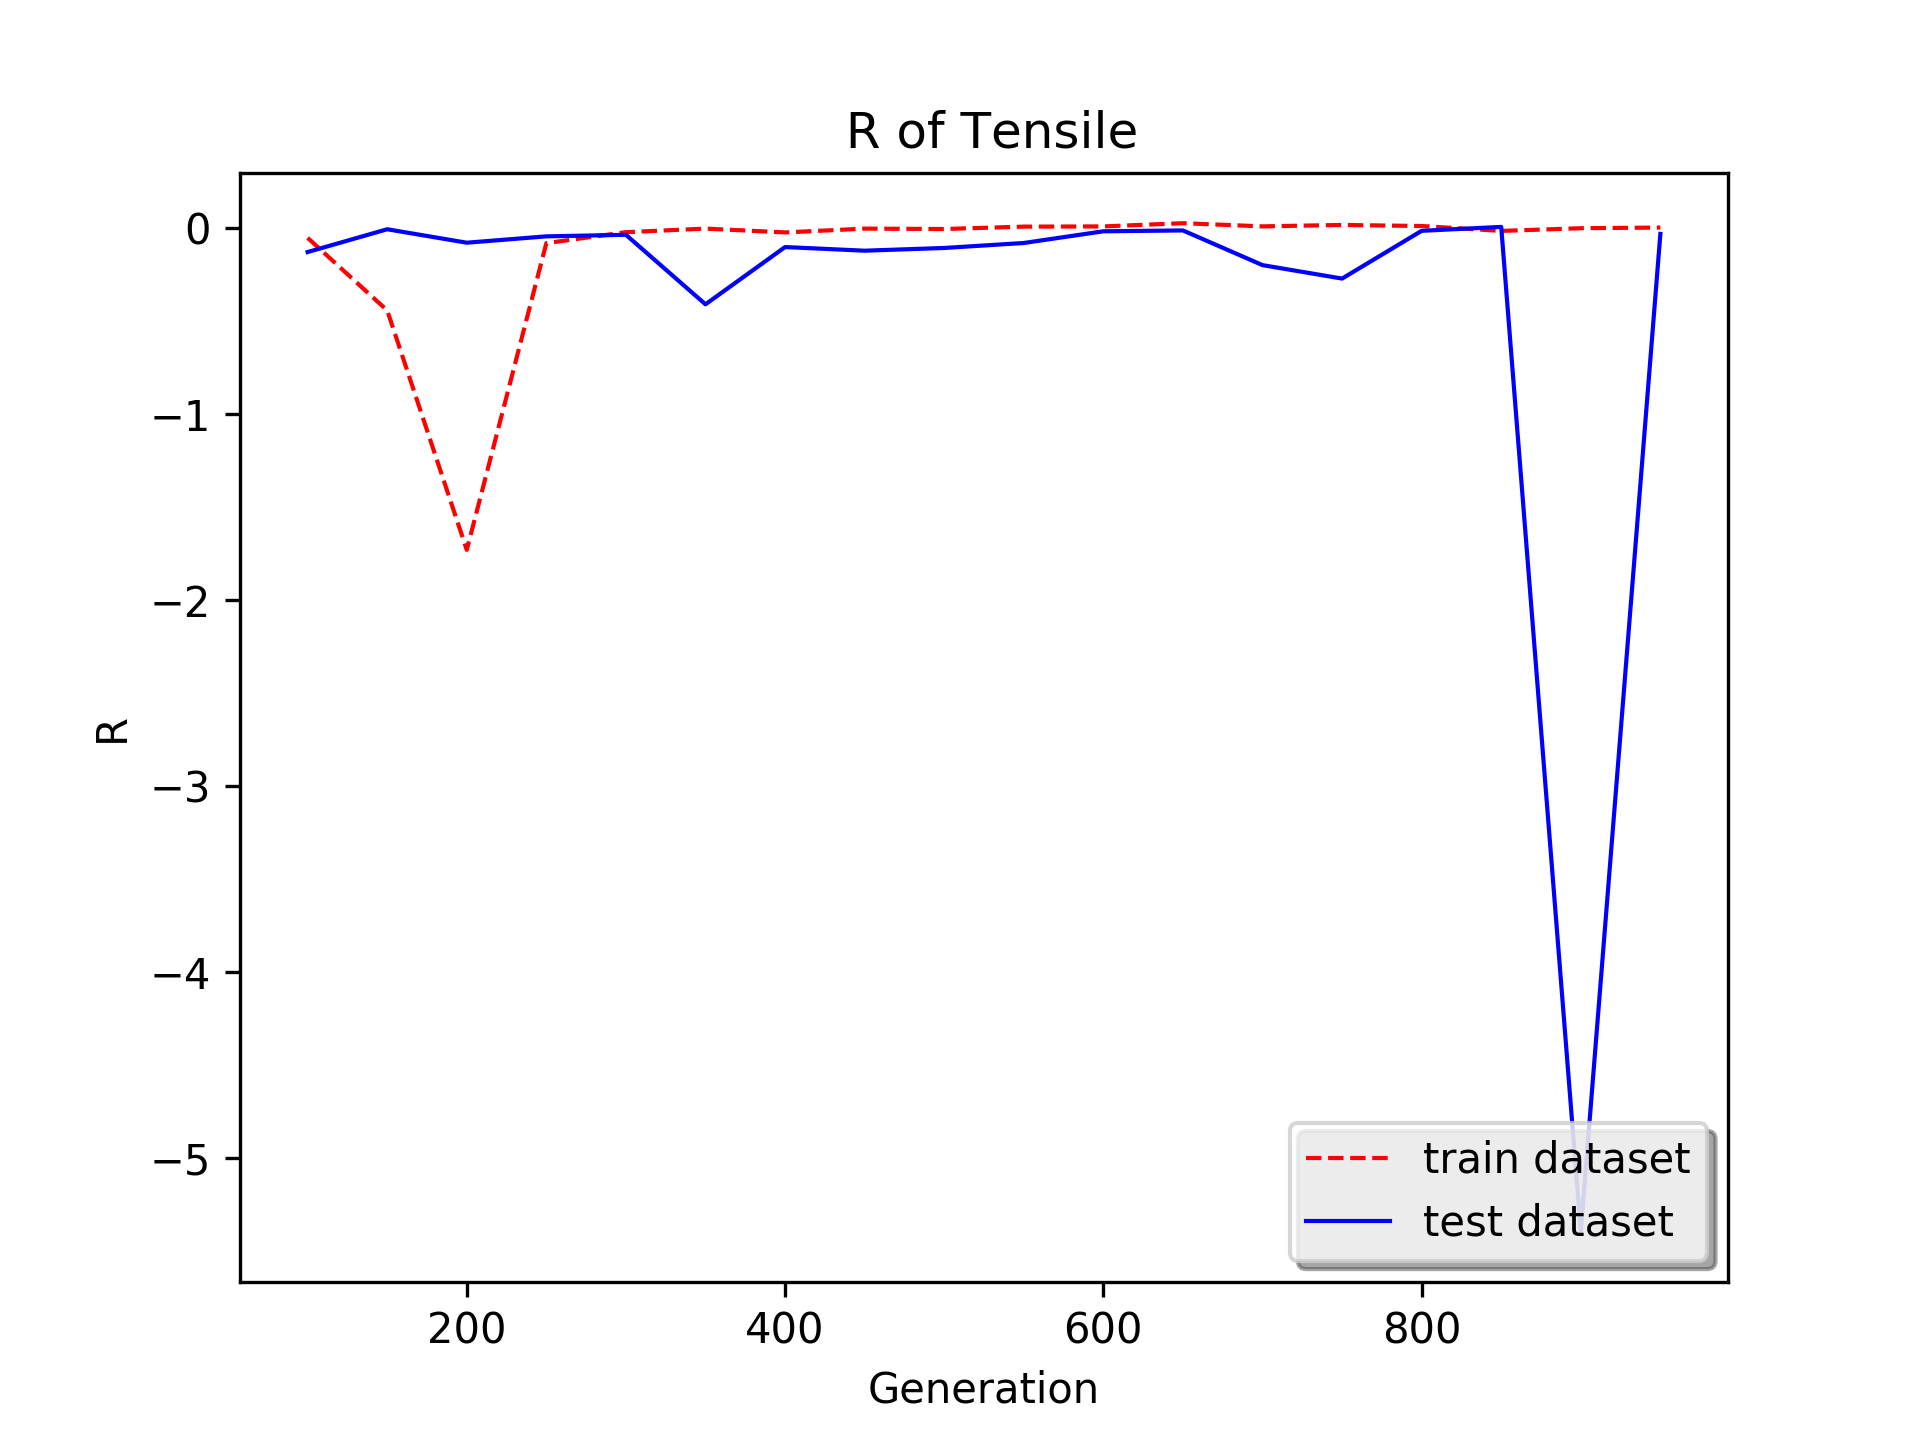 R of Tensile
0
−1
−2
−3
−4
−5
R
train dataset
test dataset
200 400 600 800
Generation